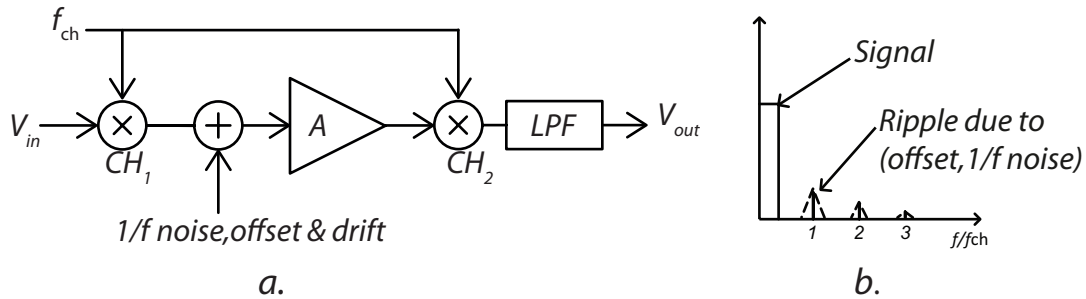 f_ch
V_in
CH_1
A
CH_2
LPF
V_out
1/f noise,offset & drift
a.
Signal
Ripple due to
(offset,1/f noise)
1 2 3
f/fch
b.